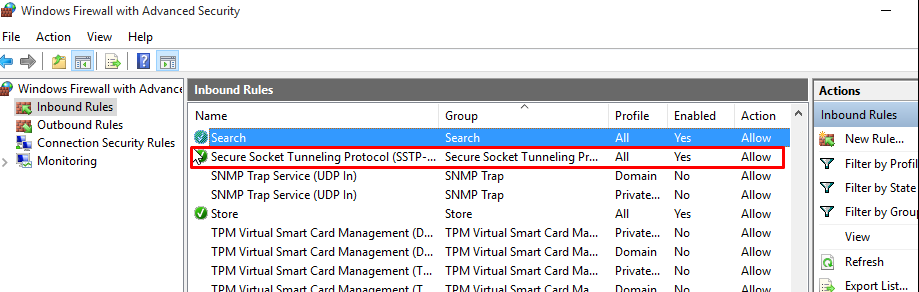 Windows Firewall with Advanced Security
File Action View Help
Windows Firewall with Advance
Inbound Rules
Outbound Rules
Connection Security Rules
Monitoring
Inbound Rules
Name Group Profile Enabled Action
Search Search All Yes Allow
Secure Socket Tunneling Protocol (SSTP-... Secure Socket Tunneling Pr... All Yes Allow
SNMP Trap Service (UDP In) SNMP Trap Domain No Allow
SNMP Trap Service (UDP In) SNMP Trap Private... No Allow
Store Store All Yes Allow
TPM Virtual Smart Card Management (D... TPM Virtual Smart Card Ma... Private... No Allow
TPM Virtual Smart Card Management (D... TPM Virtual Smart Card Ma... Domain No Allow
TPM Virtual Smart Card Management (T... TPM Virtual Smart Card Ma... Private... No Allow
TPM Virtual Smart Card Management (T... TPM Virtual Smart Card Ma... Domain No Allow
Actions
Inbound Rules
New Rule...
Filter by Profil
Filter by State
Filter by Group
View
Refresh
Export List...